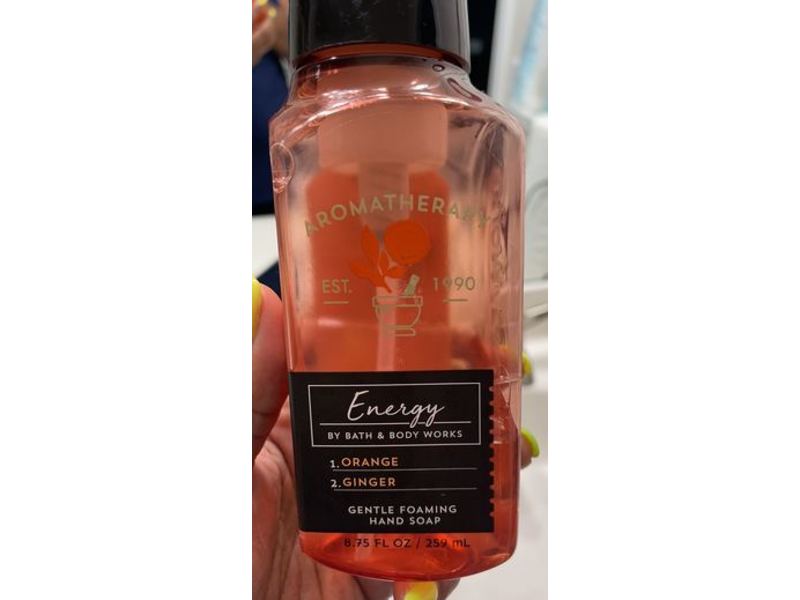 AROMATHERAPY
EST. 1990
Energy
BY BATH & BODY WORKS
1. ORANGE
2. GINGER
GENTLE FOAMING
HAND SOAP
8.75 FL OZ / 259 mL